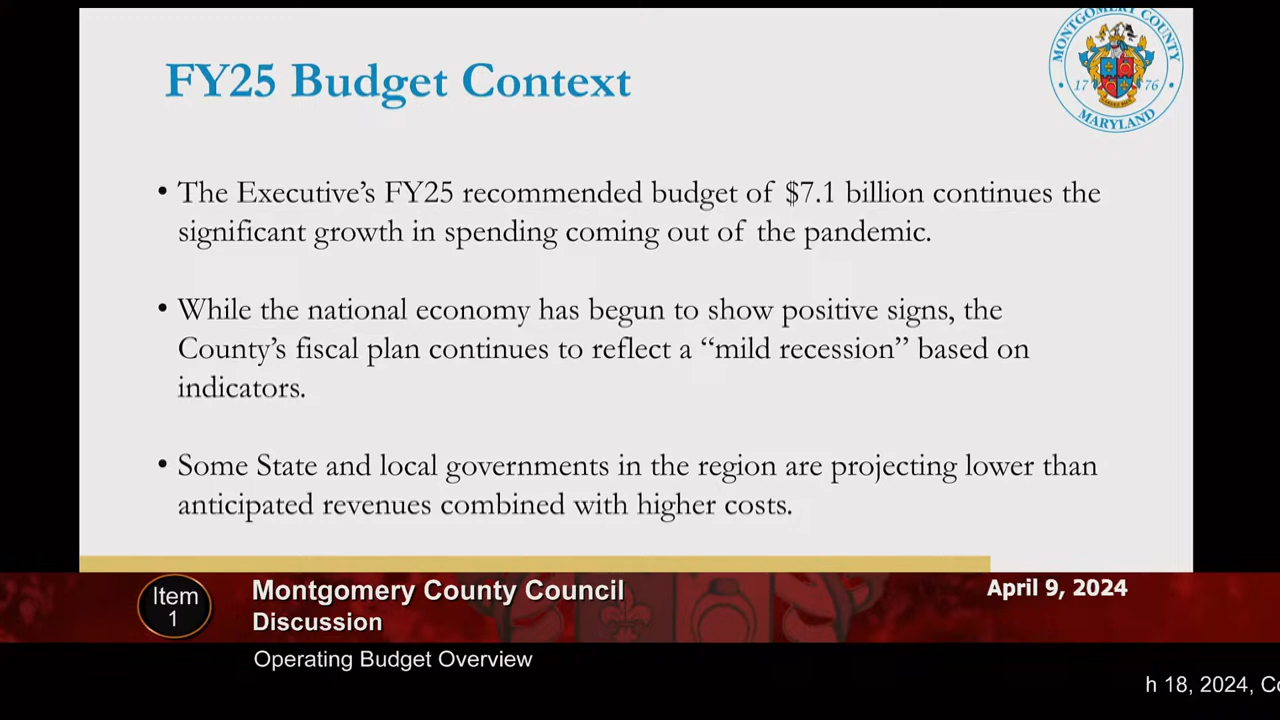 FY25 Budget Context
MONTGOMERY COUNTY
17 76
MARYLAND
• The Executive’s FY25 recommended budget of $7.1 billion continues the
significant growth in spending coming out of the pandemic.
• While the national economy has begun to show positive signs, the
County’s fiscal plan continues to reflect a “mild recession” based on
indicators.
• Some State and local governments in the region are projecting lower than
anticipated revenues combined with higher costs.
Item
1
Montgomery County Council
Discussion
April 9, 2024
Operating Budget Overview
h 18, 2024, Co